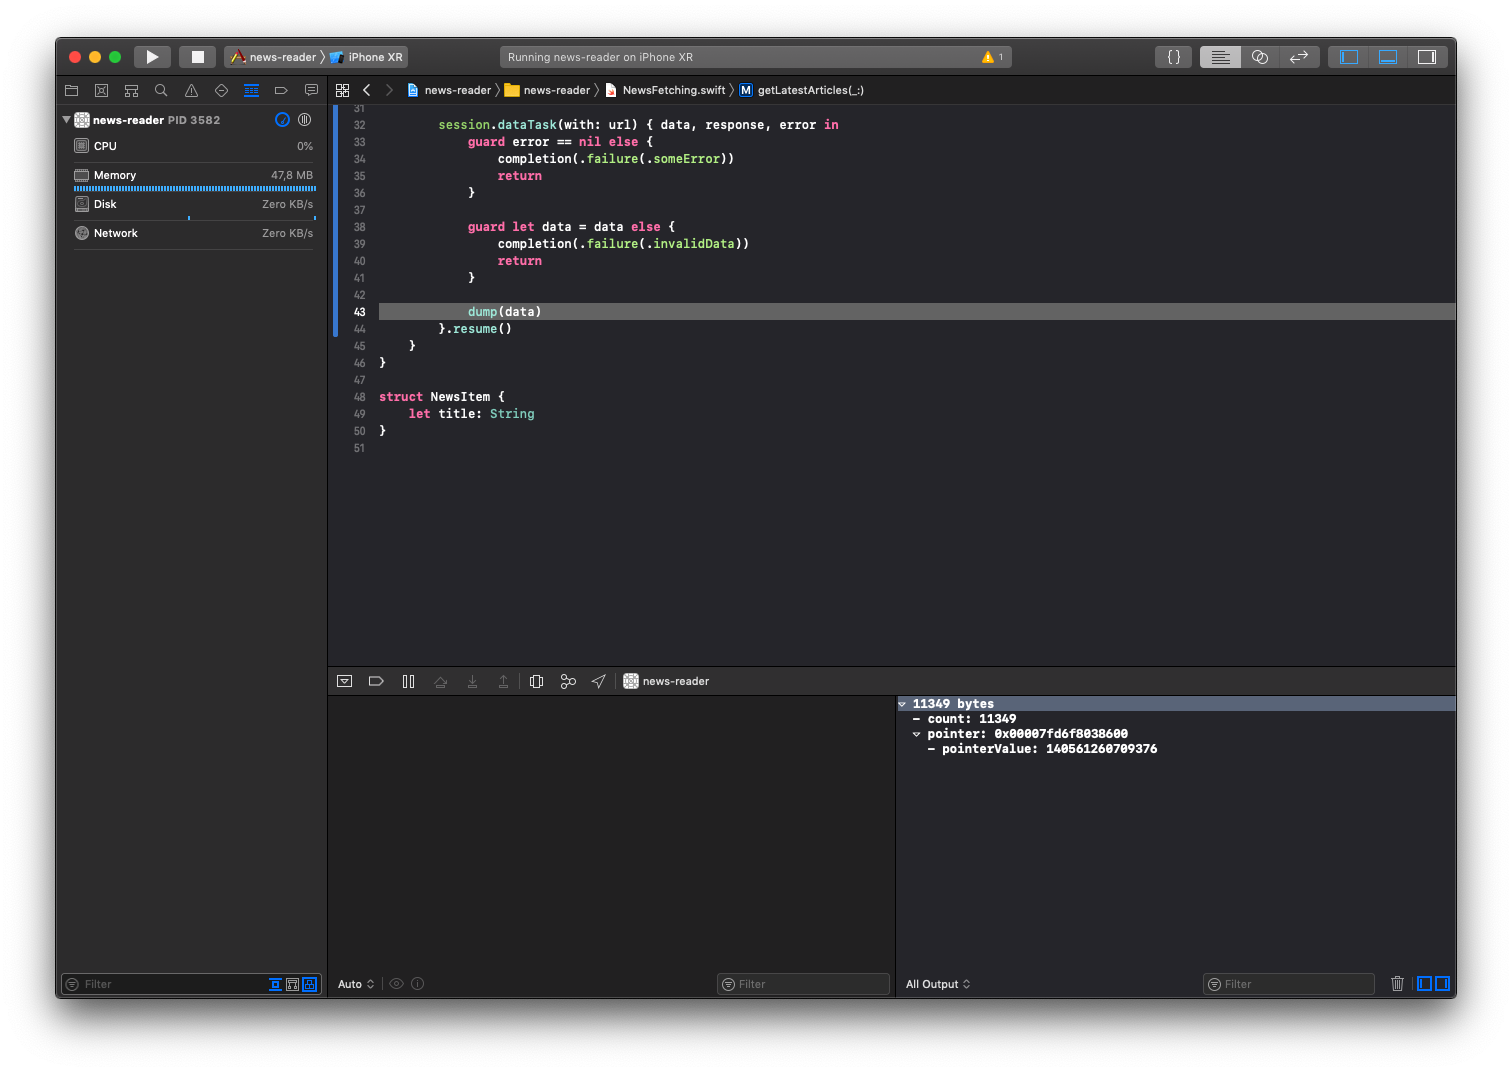 news-reader 〉 iPhone XR
Running news-reader on iPhone XR
1
{ }
news-reader 〉 news-reader 〉 NewsFetching.swift 〉 M getLatestArticles(_:)
news-reader PID 3582
CPU 0%
Memory 47,8 MB
Disk Zero KB/s
Network Zero KB/s
31
32 session.dataTask(with: url) { data, response, error in
33 guard error == nil else {
34 completion(.failure(.someError))
35 return
36 }
37
38 guard let data = data else {
39 completion(.failure(.invalidData))
40 return
41 }
42
43 dump(data)
44 }.resume()
45 }
46 }
47
48 struct NewsItem {
49 let title: String
50 }
51
news-reader
11349 bytes
- count: 11349
pointer: 0x00007fd6f8038600
- pointerValue: 140561260709376
Filter
Auto
Filter
All Output
Filter